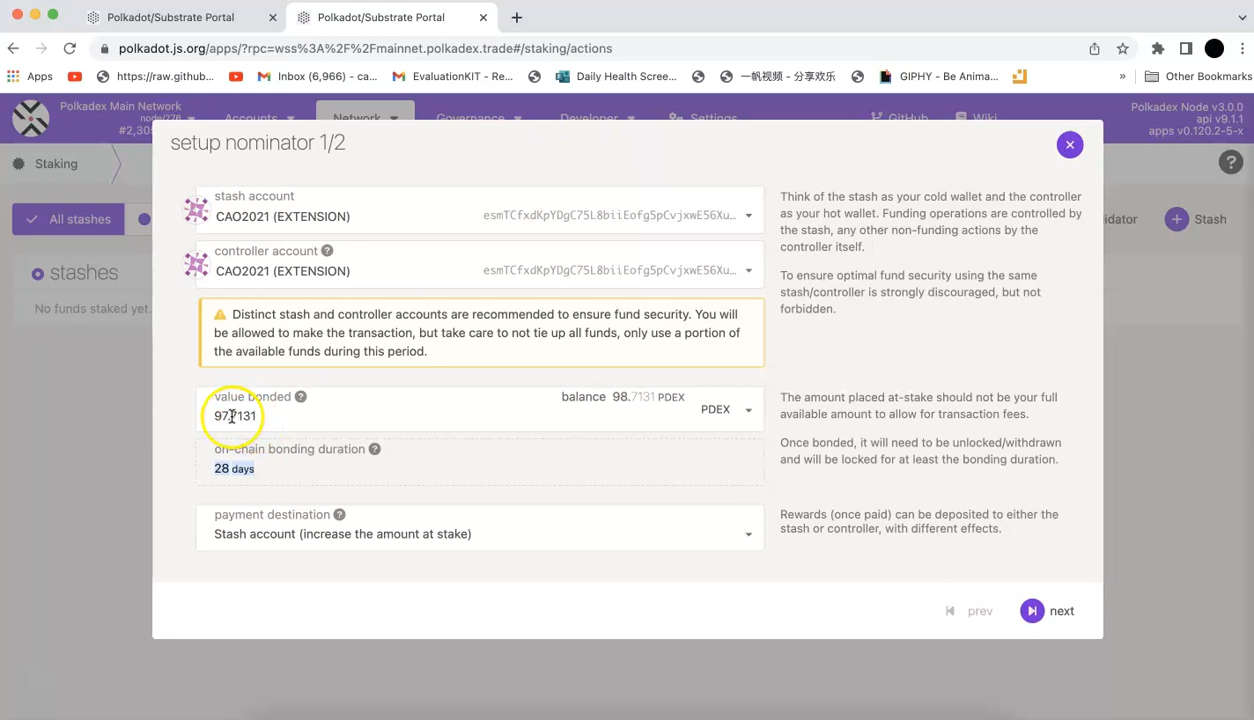 Polkadot/Substrate Portal
Polkadot/Substrate Portal
polkadot.js.org/apps/?rpc=wss%3A%2F%2Fmainnet.polkadex.trade#/staking/actions
Apps
https://raw.github...
Inbox (6,966) - ca...
EvaluationKIT - Re...
Daily Health Scree...
一帆视频 - 分享欢乐
GIPHY - Be Anima...
»
Other Bookmarks
Polkadex Main Network
node/276
#2,305
Accounts
Network
Governance
Developer
Settings
GitHub
Wiki
Polkadex Node v3.0.0
api v9.1.1
apps v0.120.2-5-x
Staking
All stashes
Stash
stashes
No funds staked yet.
setup nominator 1/2
stash account
CAO2021 (EXTENSION)
esmTCfxdKpYDgC75L8biiEofg5pCvjxwE56Xu...
controller account
CAO2021 (EXTENSION)
esmTCfxdKpYDgC75L8biiEofg5pCvjxwE56Xu...
Distinct stash and controller accounts are recommended to ensure fund security. You will
be allowed to make the transaction, but take care to not tie up all funds, only use a portion of
the available funds during this period.
value bonded
balance 98.7131 PDEX
97.7131
PDEX
on-chain bonding duration
28 days
payment destination
Stash account (increase the amount at stake)
Think of the stash as your cold wallet and the controller
as your hot wallet. Funding operations are controlled by
the stash, any other non-funding actions by the
controller itself.
To ensure optimal fund security using the same
stash/controller is strongly discouraged, but not
forbidden.
The amount placed at-stake should not be your full
available amount to allow for transaction fees.
Once bonded, it will need to be unlocked/withdrawn
and will be locked for at least the bonding duration.
Rewards (once paid) can be deposited to either the
stash or controller, with different effects.
prev
next